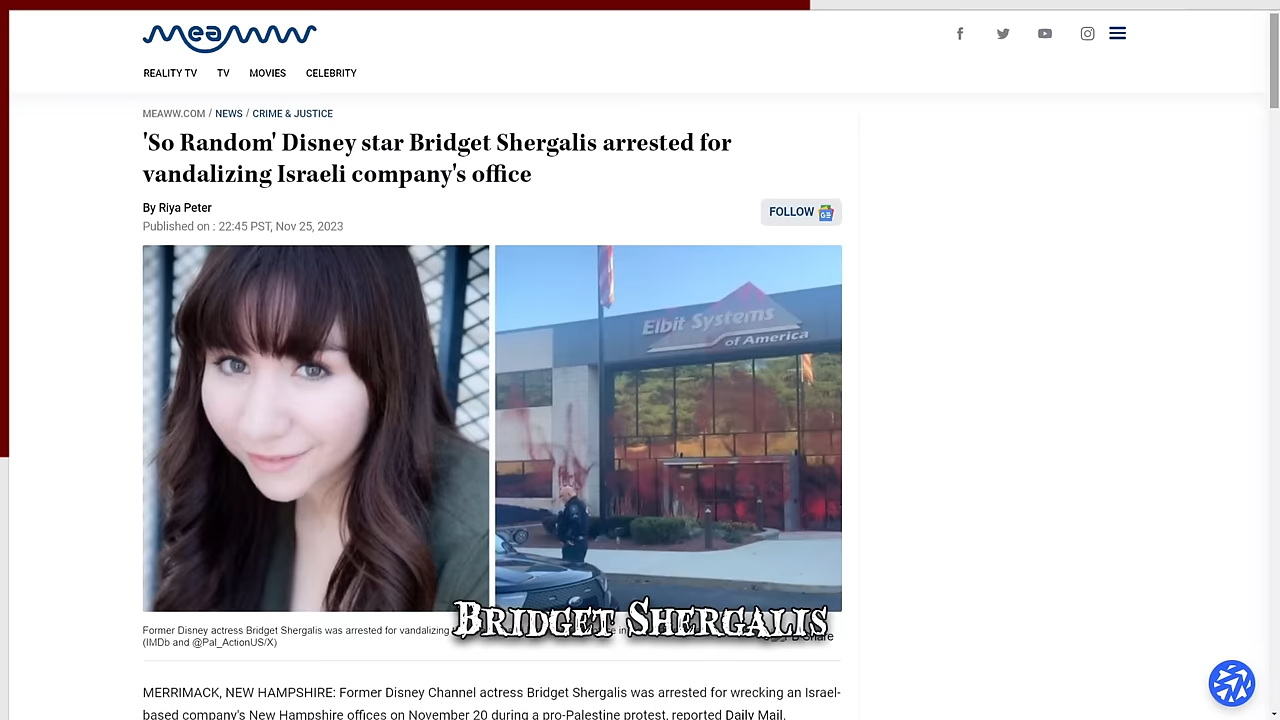 meaww
REALITY TV TV MOVIES CELEBRITY
MEAWW.COM / NEWS / CRIME & JUSTICE
'So Random' Disney star Bridget Shergalis arrested for
vandalizing Israeli company's office
By Riya Peter
Published on : 22:45 PST, Nov 25, 2023
FOLLOW
Elbit Systems
of America
BRIDGET SHERGALIS
Former Disney actress Bridget Shergalis was arrested for vandalizing
(IMDb and @Pal_ActionUS/X)
Share
MERRIMACK, NEW HAMPSHIRE: Former Disney Channel actress Bridget Shergalis was arrested for wrecking an Israel-
based company's New Hampshire offices on November 20 during a pro-Palestine protest, reported Daily Mail.